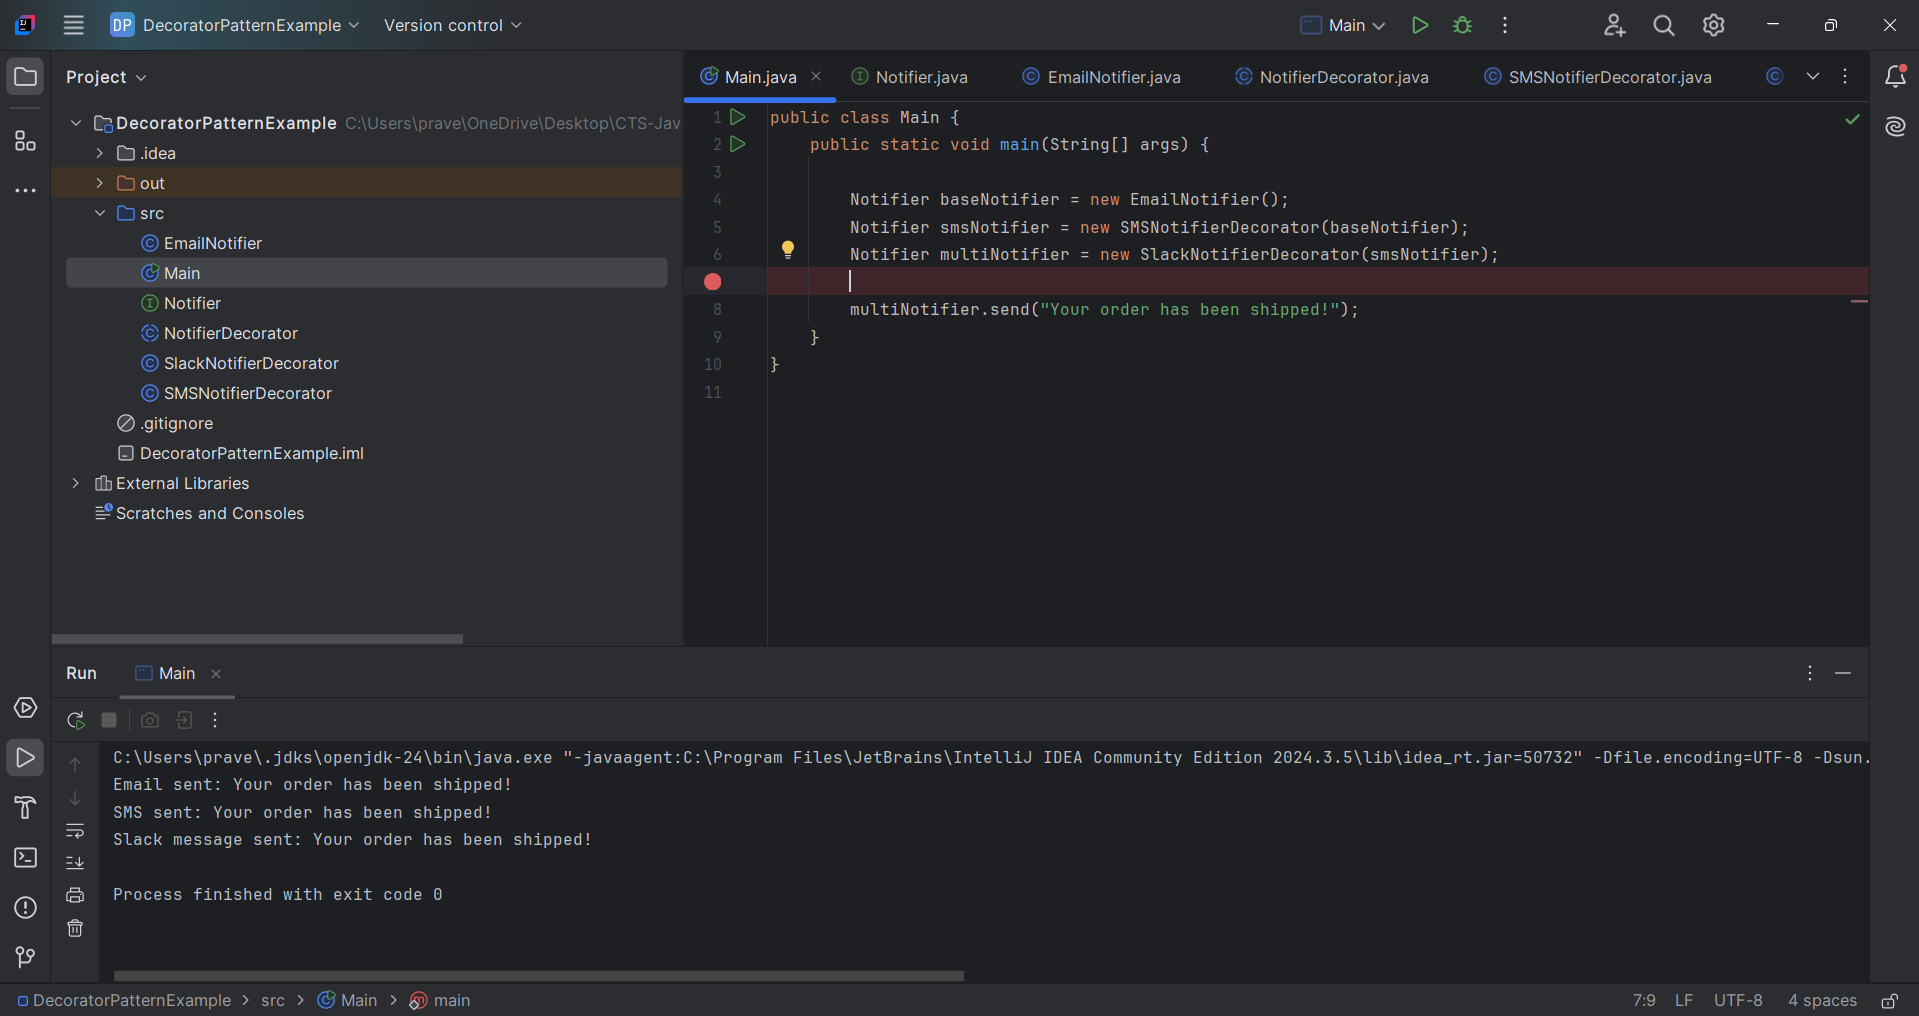 DP DecoratorPatternExample Version control Main
Project
Main.java Notifier.java EmailNotifier.java NotifierDecorator.java SMSNotifierDecorator.java
DecoratorPatternExample C:\Users\prave\OneDrive\Desktop\CTS-Jav
.idea
out
src
EmailNotifier
Main
Notifier
NotifierDecorator
SlackNotifierDecorator
SMSNotifierDecorator
.gitignore
DecoratorPatternExample.iml
External Libraries
Scratches and Consoles
1 public class Main {
2 public static void main(String[] args) {
3
4 Notifier baseNotifier = new EmailNotifier();
5 Notifier smsNotifier = new SMSNotifierDecorator(baseNotifier);
6 Notifier multiNotifier = new SlackNotifierDecorator(smsNotifier);
8 multiNotifier.send("Your order has been shipped!");
9 }
10 }
11
Run Main
C:\Users\prave\.jdks\openjdk-24\bin\java.exe "-javaagent:C:\Program Files\JetBrains\IntelliJ IDEA Community Edition 2024.3.5\lib\idea_rt.jar=50732" -Dfile.encoding=UTF-8 -Dsun.
Email sent: Your order has been shipped!
SMS sent: Your order has been shipped!
Slack message sent: Your order has been shipped!
Process finished with exit code 0
DecoratorPatternExample src Main main 7:9 LF UTF-8 4 spaces